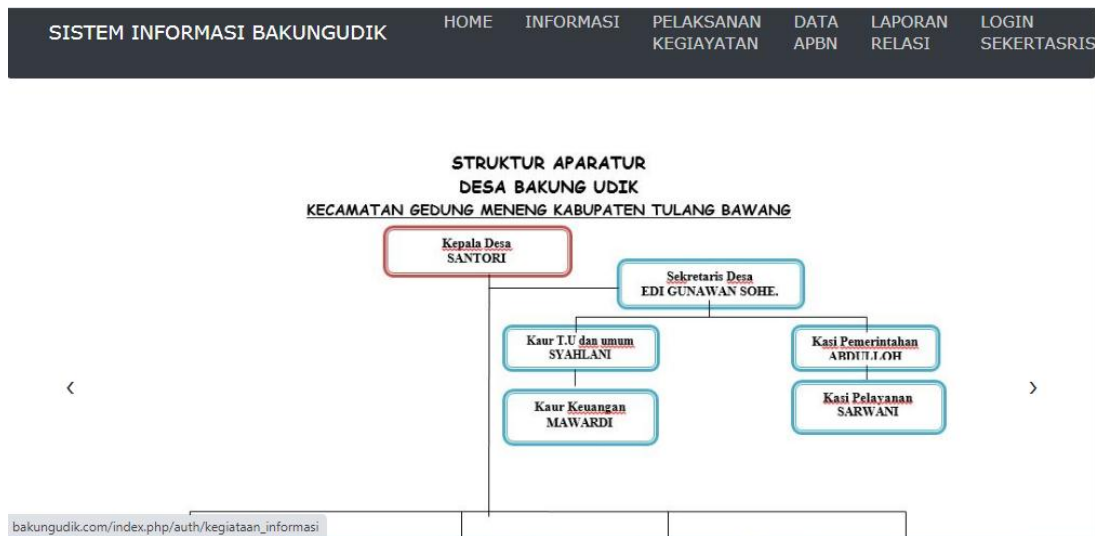 SISTEM INFORMASI BAKUNGUDIK
HOME
INFORMASI
PELAKSANAN
KEGIAYATAN
DATA
APBN
LAPORAN
RELASI
LOGIN
SEKERTASRIS
STRUKTUR APARATUR
DESA BAKUNG UDIK
KECAMATAN GEDUNG MENENG KABUPATEN TULANG BAWANG
Kepala Desa
SANTORI
Sekretaris Desa
EDI GUNAWAN SOHE.
Kaur T.U dan umum
SYAHLANI
Kasi Pemerintahan
ABDULLOH
Kaur Keuangan
MAWARDI
Kasi Pelayanan
SARWANI
bakungudik.com/index.php/auth/kegiataan_informasi